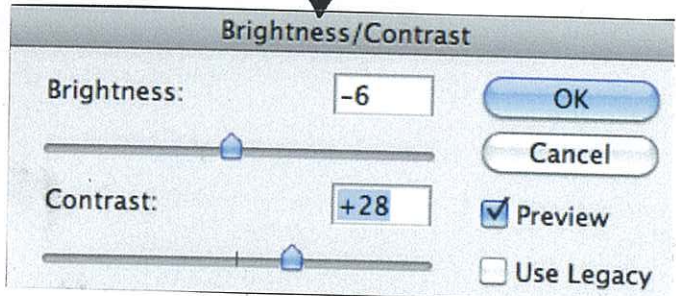 Brightness/Contrast
Brightness: -6
OK
Cancel
Contrast: +28
Preview
Use Legacy